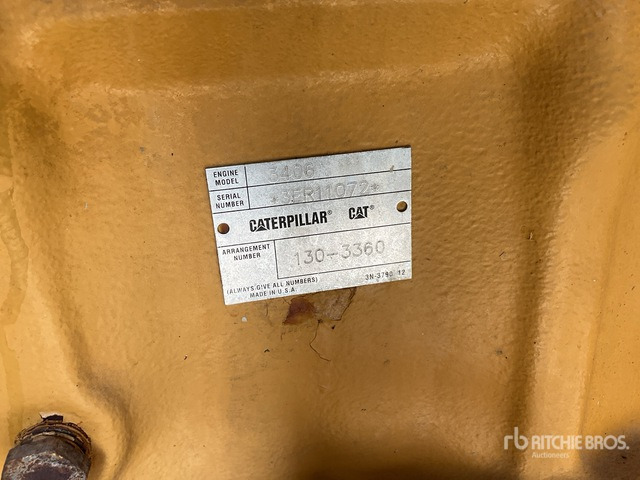 ENGINE MODEL 3406
SERIAL NUMBER *3ER11072*
CATERPILLAR® CAT®
ARRANGEMENT NUMBER 130-3360
(ALWAYS GIVE ALL NUMBERS) 3N-3790 12
MADE IN U.S.A.
rb RITCHIE BROS.
Auctioneers